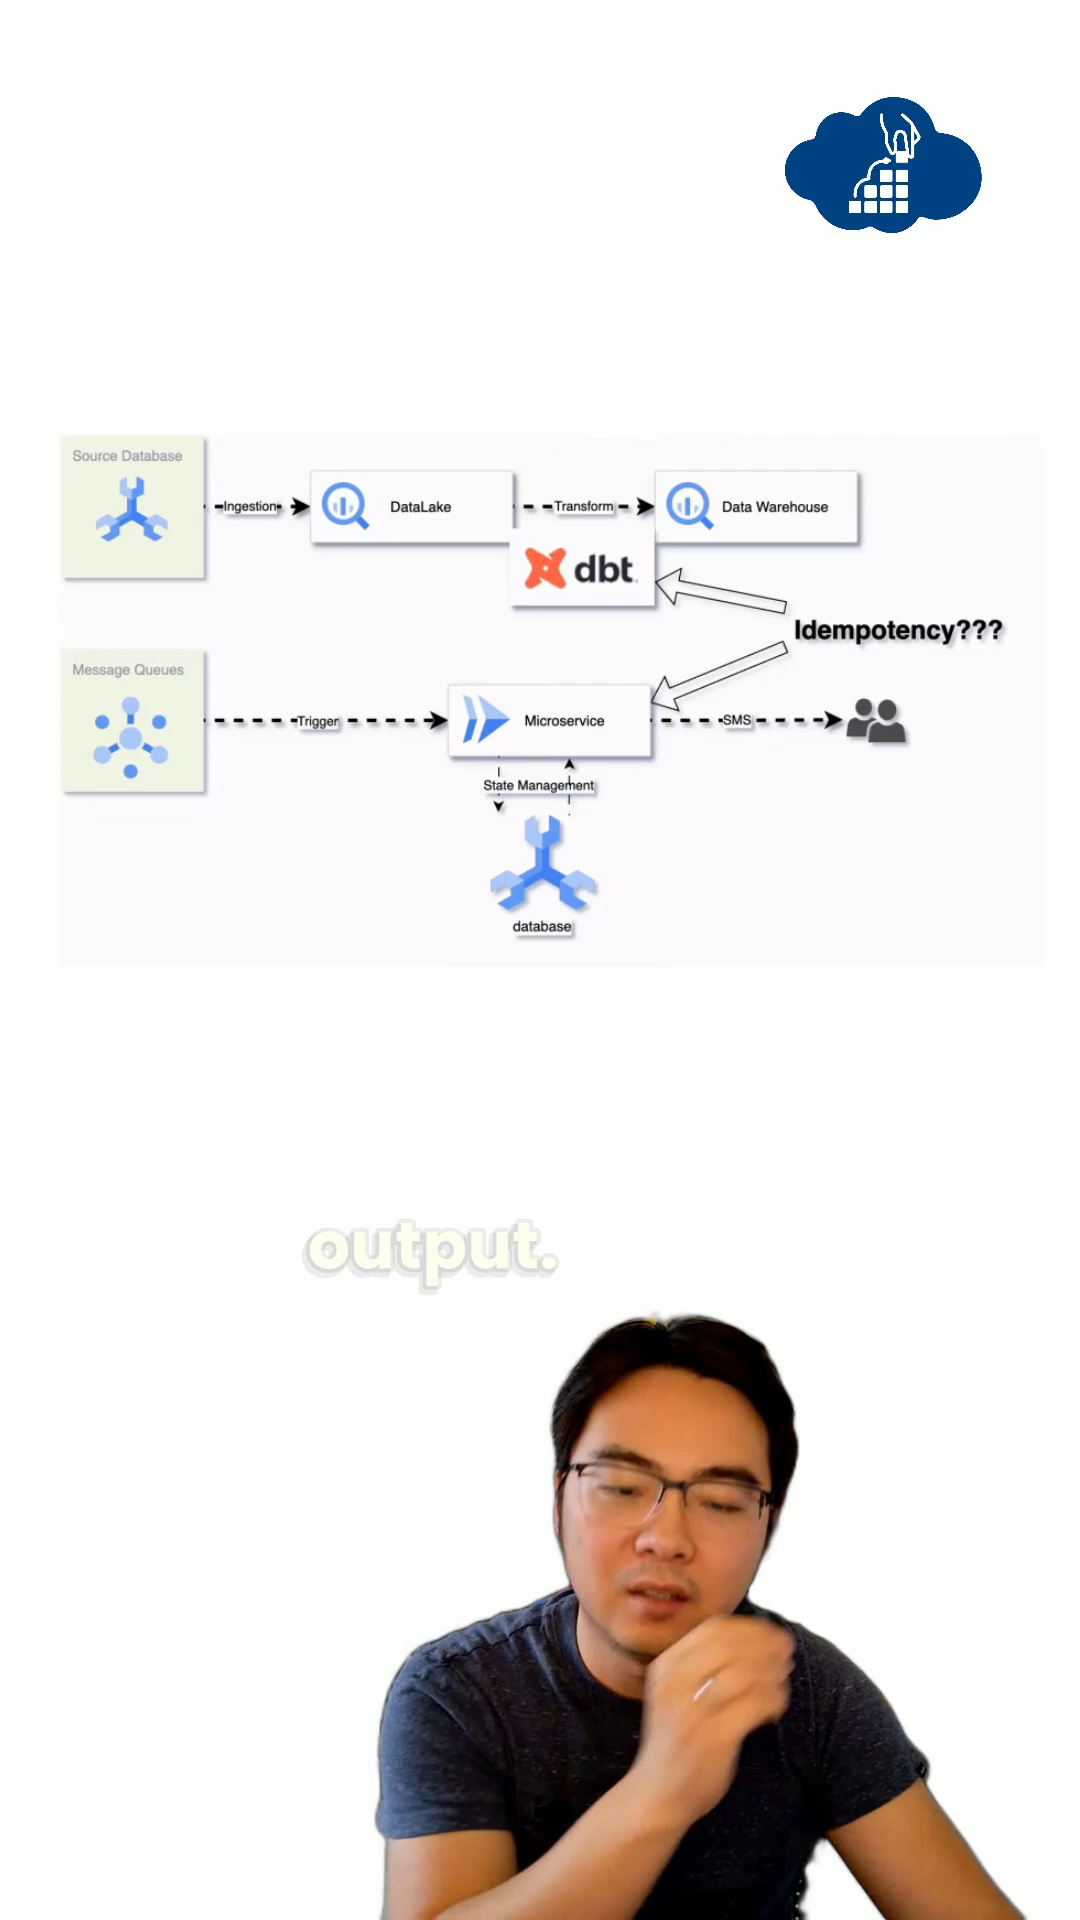 Source Database
Ingestion
DataLake
Transform
Data Warehouse
dbt
Idempotency???
Message Queues
Trigger
Microservice
SMS
State Management
database
output.